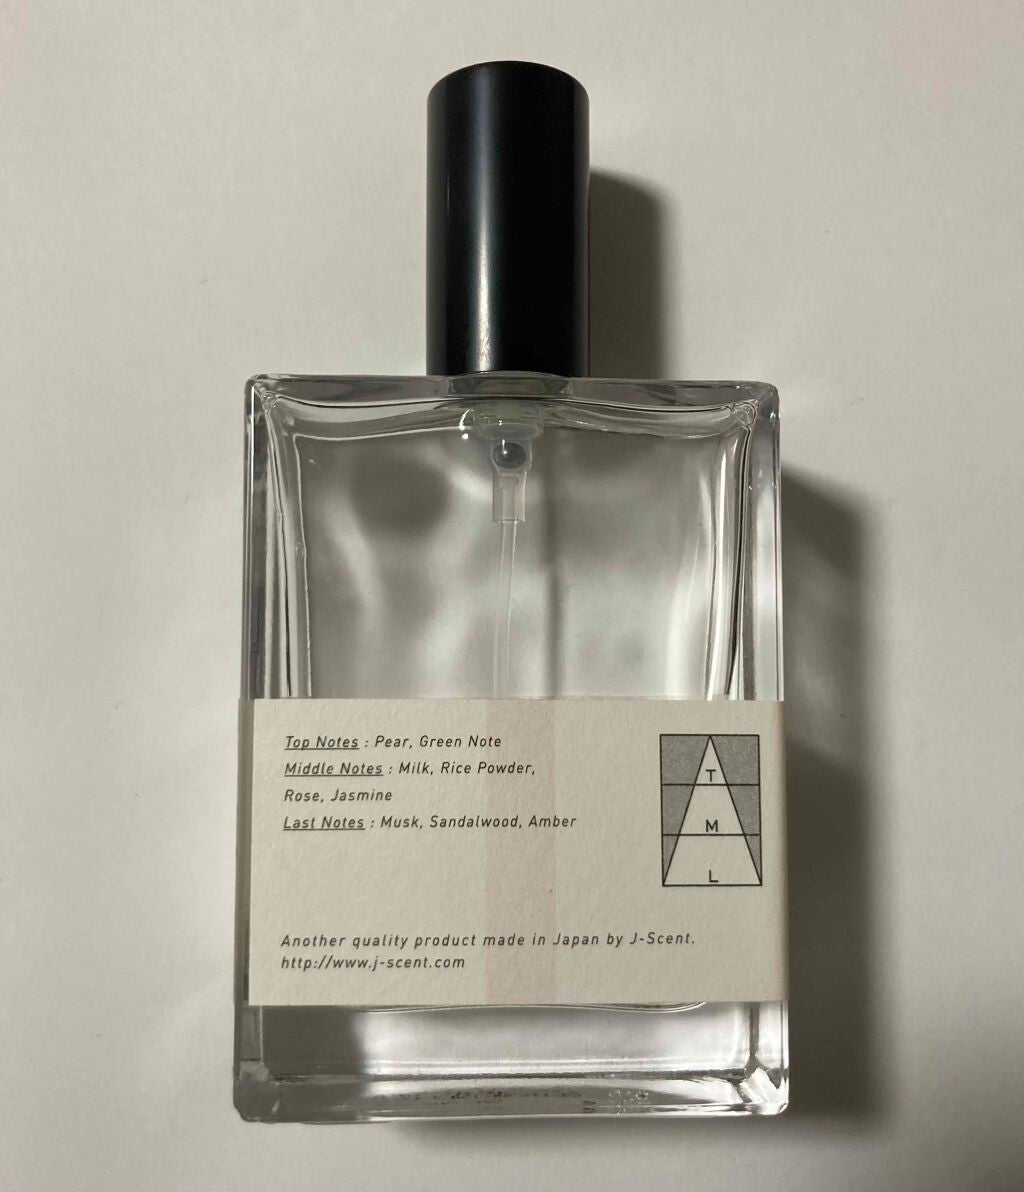 Top Notes : Pear, Green Note
Middle Notes : Milk, Rice Powder,
Rose, Jasmine
Last Notes : Musk, Sandalwood, Amber
T
M
L
Another quality product made in Japan by J-Scent.
http://www.j-scent.com